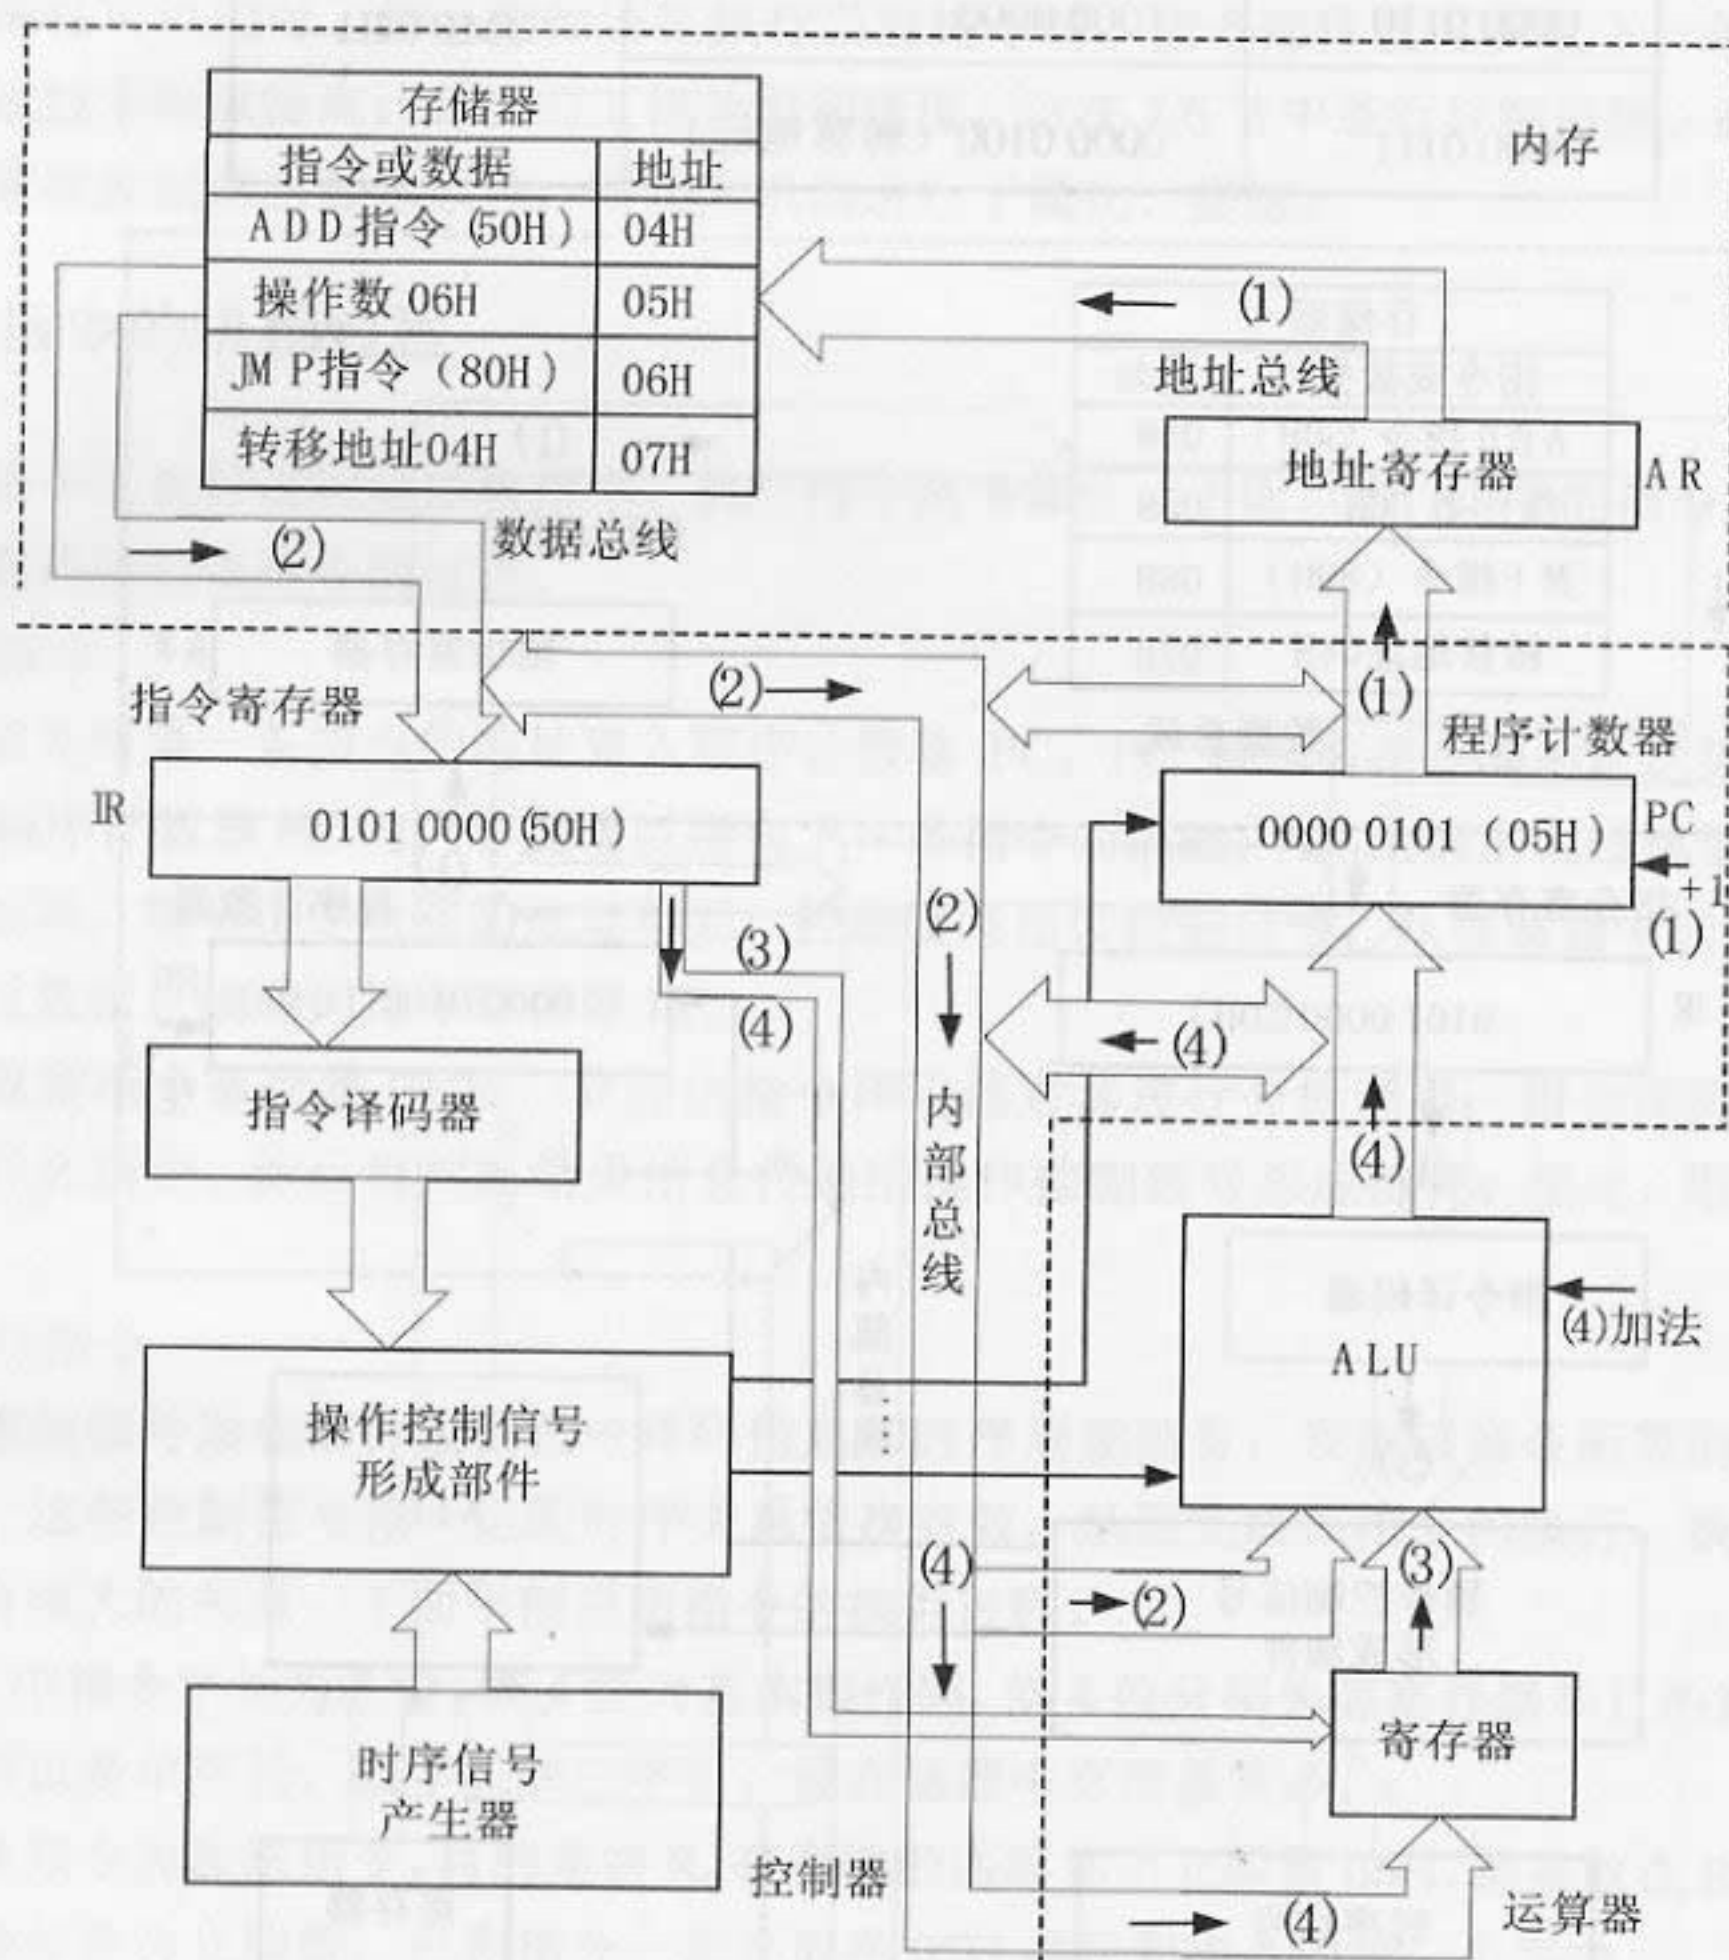 存储器
指令或数据 地址
ADD指令(50H) 04H
操作数 06H 05H
JMP指令（80H） 06H
转移地址04H 07H
内存
(1)
地址总线
地址寄存器 AR
(2)
数据总线
(1)
(2)
指令寄存器
IR
0101 0000(50H)
程序计数器
0000 0101（05H）
PC
+1
(1)
(2)
(3)
(4)
(4)
内部总线
(4)
指令译码器
ALU
(4)加法
操作控制信号
形成部件
(4)
(2)
(3)
寄存器
时序信号
产生器
控制器
(4)
运算器